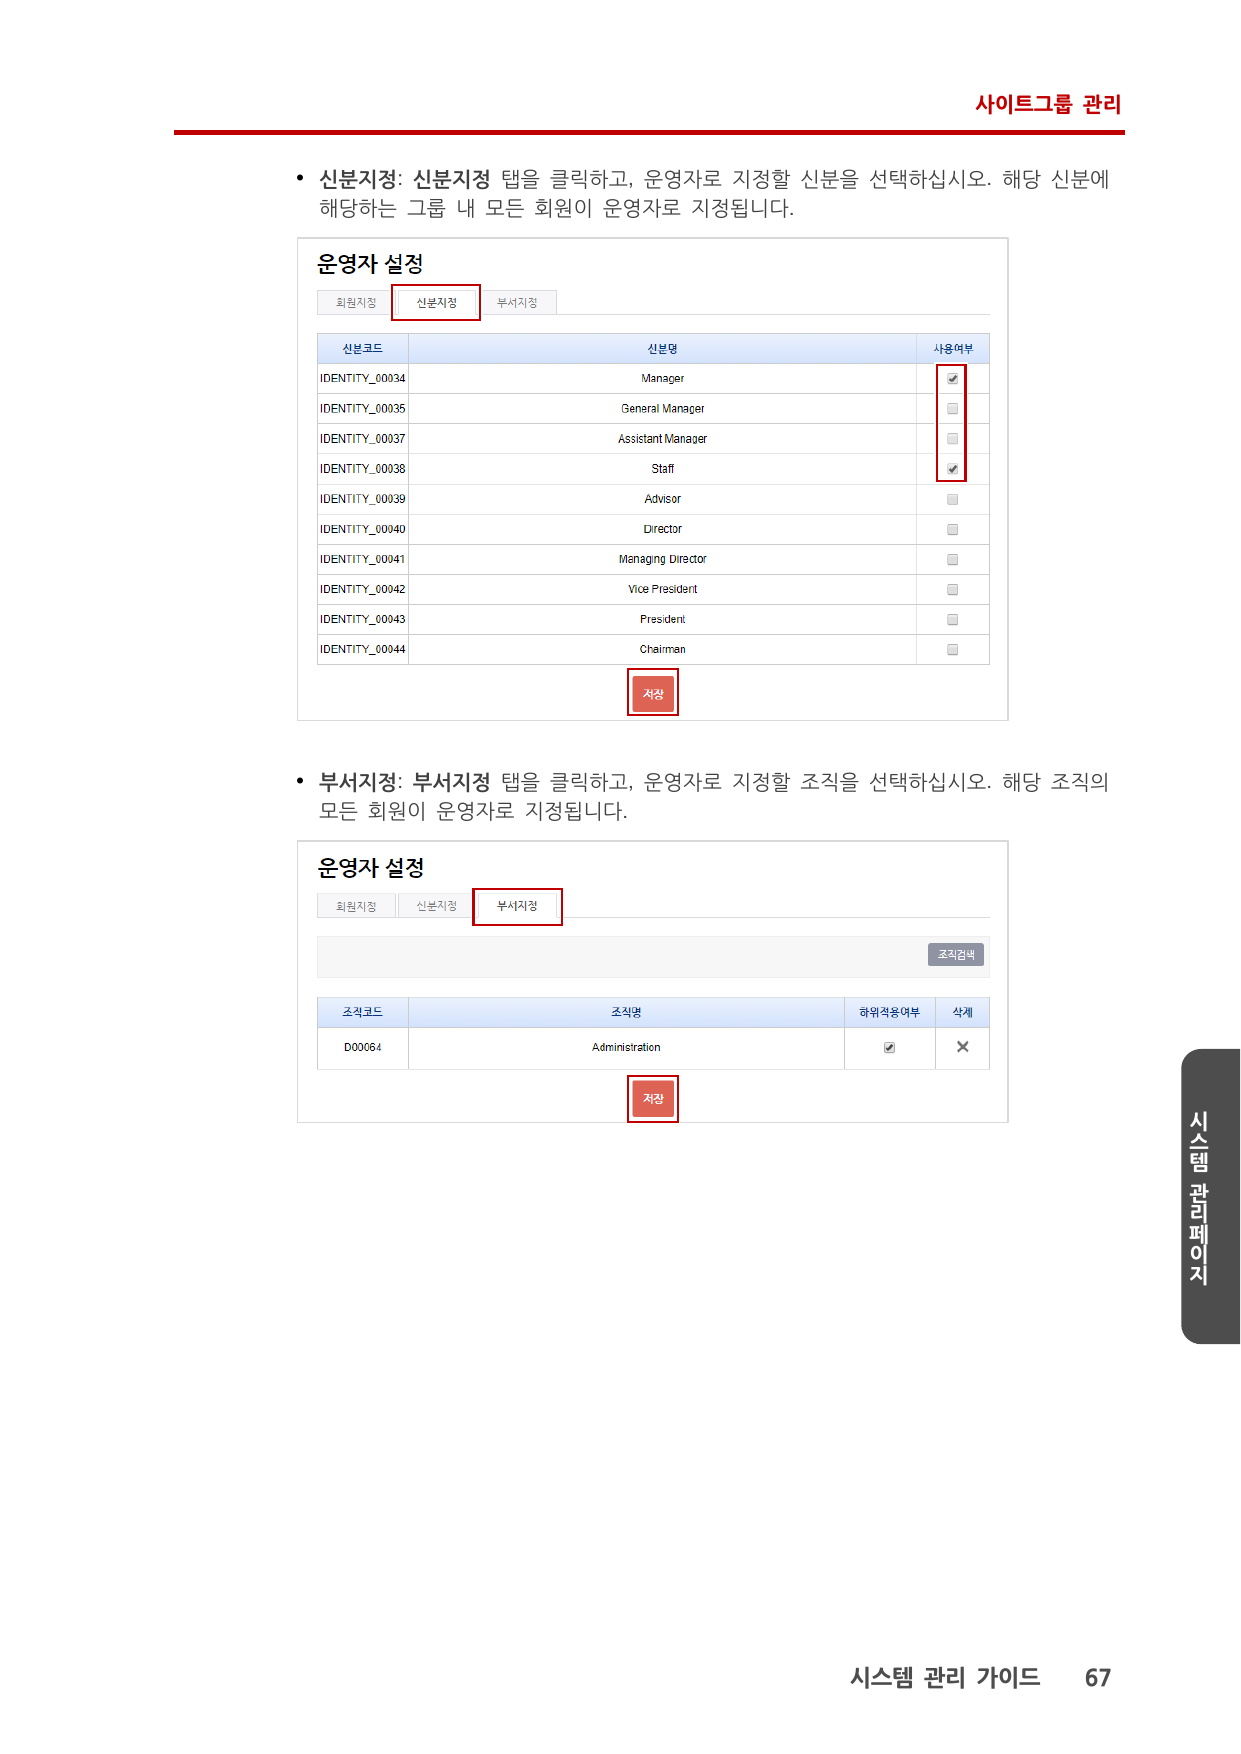 사이트그룹 관리
• 신분지정: 신분지정 탭을 클릭하고, 운영자로 지정할 신분을 선택하십시오. 해당 신분에
해당하는 그룹 내 모든 회원이 운영자로 지정됩니다.
운영자 설정
회원지정 신분지정 부서지정
신분코드 신분명 사용여부
IDENTITY_00034 Manager
IDENTITY_00035 General Manager
IDENTITY_00037 Assistant Manager
IDENTITY_00038 Staff
IDENTITY_00039 Advisor
IDENTITY_00040 Director
IDENTITY_00041 Managing Director
IDENTITY_00042 Vice President
IDENTITY_00043 President
IDENTITY_00044 Chairman
저장
• 부서지정: 부서지정 탭을 클릭하고, 운영자로 지정할 조직을 선택하십시오. 해당 조직의
모든 회원이 운영자로 지정됩니다.
운영자 설정
회원지정 신분지정 부서지정
조직검색
조직코드 조직명 하위적용여부 삭제
D00064 Administration
저장
시스템 관리페이지
시스템 관리 가이드 67